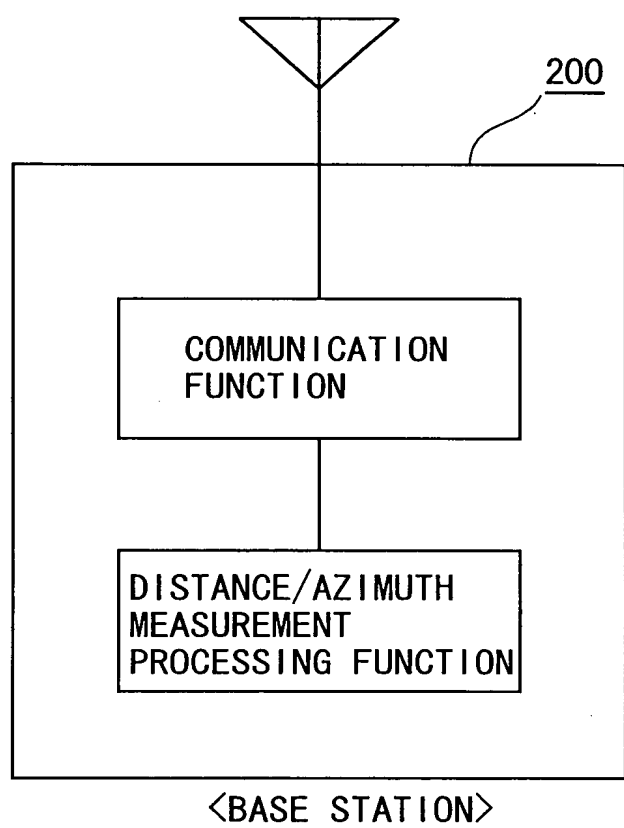 200
COMMUNICATION
FUNCTION
DISTANCE/AZIMUTH
MEASUREMENT
PROCESSING FUNCTION
<BASE STATION>